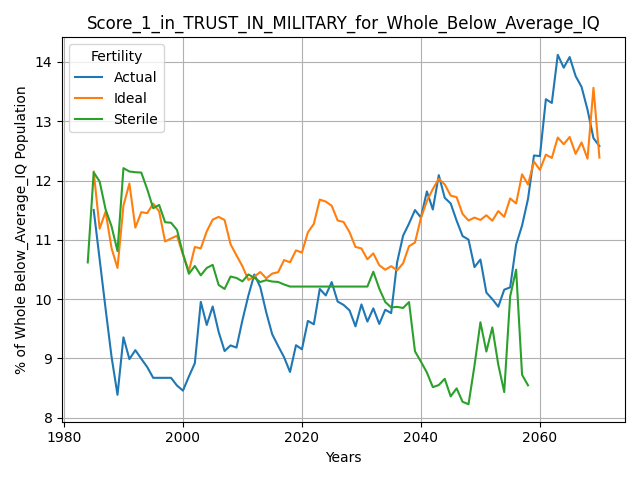 Score_1_in_TRUST_IN_MILITARY_for_Whole_Below_Average_IQ
Fertility
Actual
Ideal
Sterile
% of Whole Below_Average_IQ Population
14
13
12
11
10
9
8
1980
2000
2020
2040
2060
Years